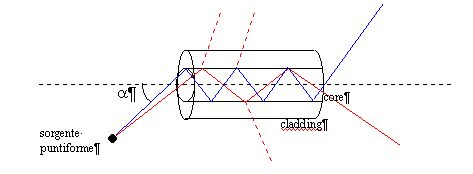 α¶
core¶
cladding¶
sorgente·
puntiforme¶